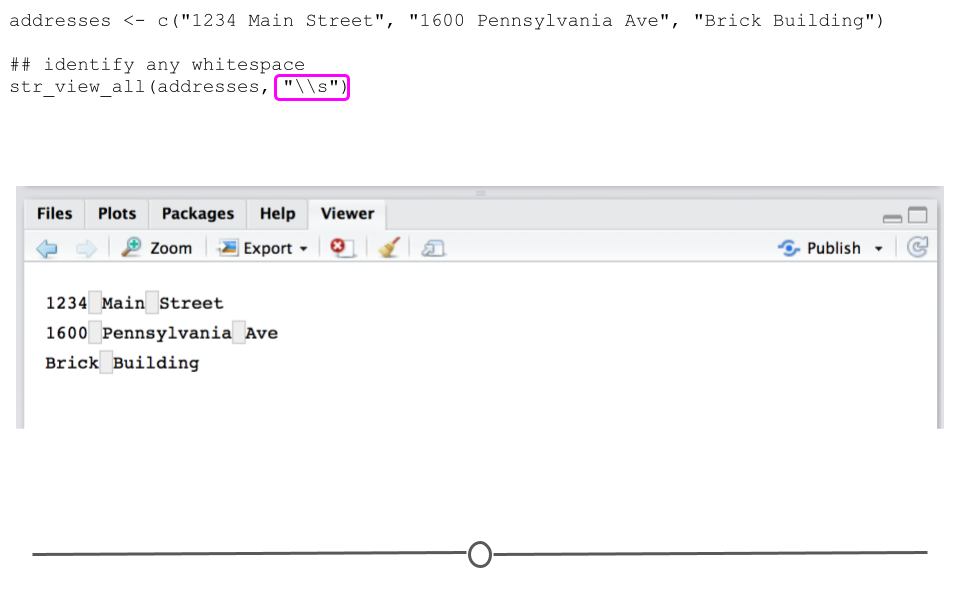 addresses <- c("1234 Main Street", "1600 Pennsylvania Ave", "Brick Building")
## identify any whitespace
str_view_all(addresses, "\\s")
Files Plots Packages Help Viewer
Zoom Export Publish
1234 Main Street
1600 Pennsylvania Ave
Brick Building